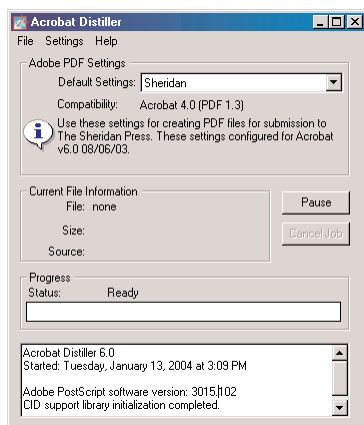 Acrobat Distiller
File Settings Help
Adobe PDF Settings
Default Settings: Sheridan
Compatibility: Acrobat 4.0 (PDF 1.3)
Use these settings for creating PDF files for submission to
The Sheridan Press. These settings configured for Acrobat
v6.0 08/06/03.
Current File Information
File: none
Size:
Source:
Pause
Cancel Job
Progress
Status: Ready
Acrobat Distiller 6.0
Started: Tuesday, January 13, 2004 at 3:09 PM
Adobe PostScript software version: 3015.102
CID support library initialization completed.